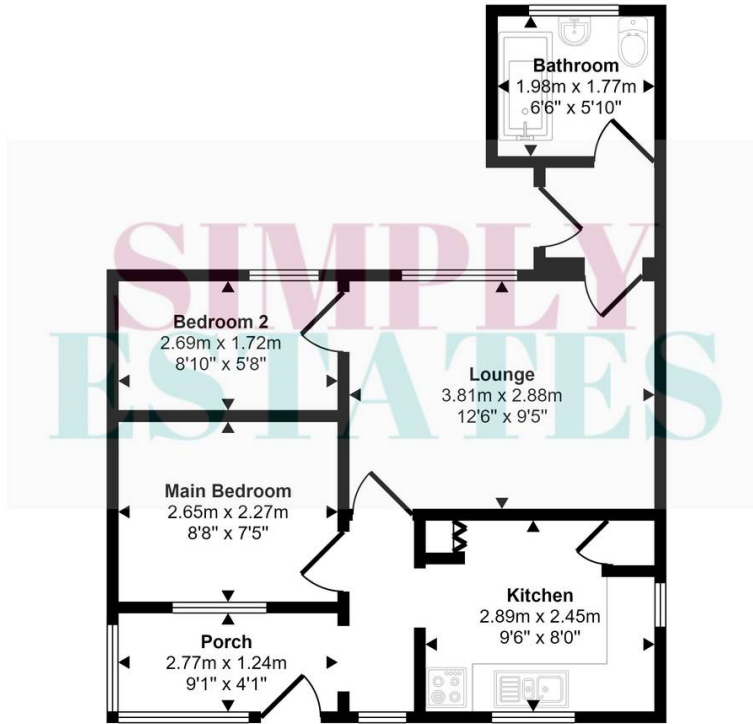 Bathroom
1.98m x 1.77m
6'6" x 5'10"
SIMPLY
ESTATES
Bedroom 2
2.69m x 1.72m
8'10" x 5'8"
Lounge
3.81m x 2.88m
12'6" x 9'5"
Main Bedroom
2.65m x 2.27m
8'8" x 7'5"
Kitchen
2.89m x 2.45m
9'6" x 8'0"
Porch
2.77m x 1.24m
9'1" x 4'1"